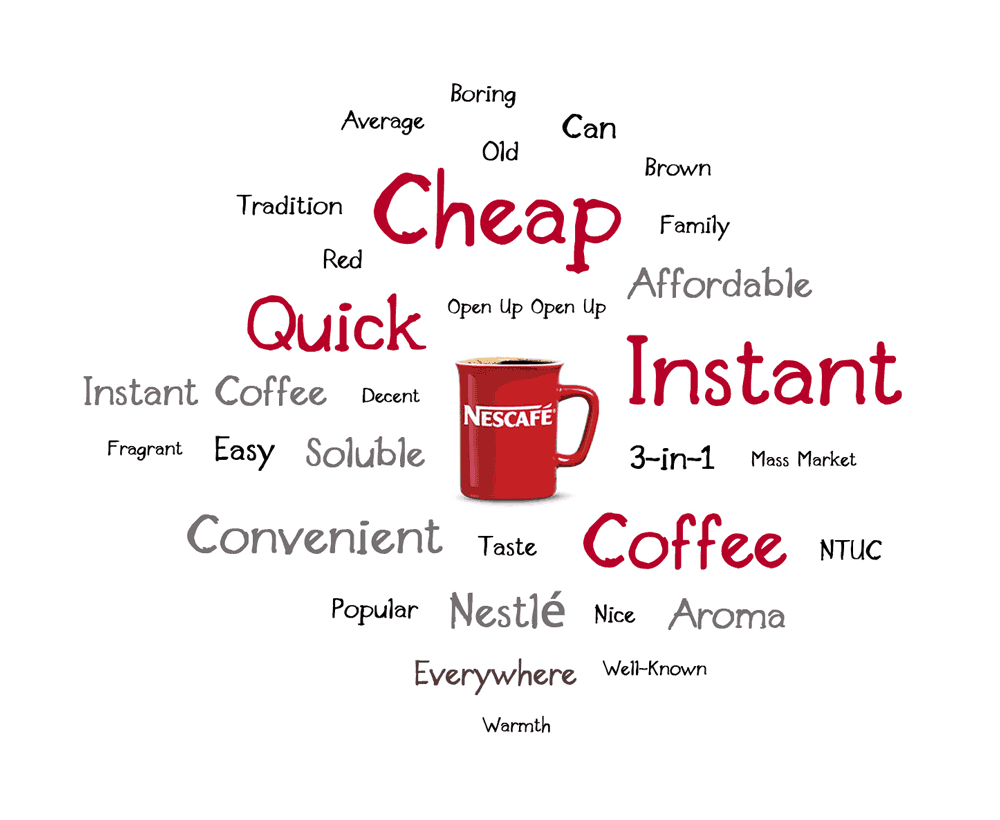 Boring
Average
Can
Old
Brown
Cheap
Tradition
Family
Red
Affordable
Quick
Open Up Open Up
Instant
Instant Coffee
Decent
NESCAFÉ
Fragrant
Easy
Soluble
3-in-1
Mass Market
Convenient
Taste
Coffee
NTUC
Popular
Nestlé
Nice
Aroma
Everywhere
Well-Known
Warmth